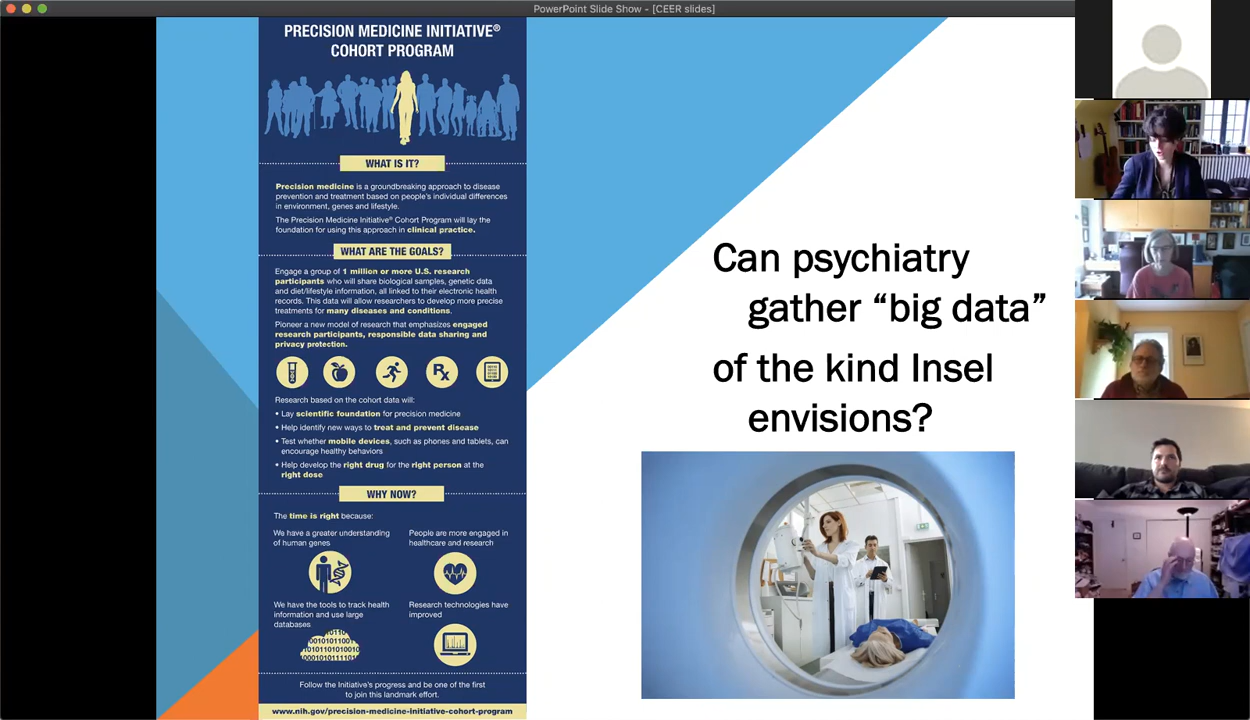 PowerPoint Slide Show - [CEER slides]
PRECISION MEDICINE INITIATIVE®
COHORT PROGRAM
WHAT IS IT?
Precision medicine is a groundbreaking approach to disease
prevention and treatment based on people's individual differences
in environment, genes and lifestyle.
The Precision Medicine Initiative® Cohort Program will lay the
foundation for using this approach in clinical practice.
WHAT ARE THE GOALS?
Engage a group of 1 million or more U.S. research
participants who will share biological samples, genetic data
and diet/lifestyle information, all linked to their electronic health
records. This data will allow researchers to develop more precise
treatments for many diseases and conditions.
Pioneer a new model of research that emphasizes engaged
research participants, responsible data sharing and
privacy protection.
Rx
Research based on the cohort data will:
• Lay scientific foundation for precision medicine
• Help identify new ways to treat and prevent disease
• Test whether mobile devices, such as phones and tablets, can
encourage healthy behaviors
• Help develop the right drug for the right person at the
right dose
WHY NOW?
The time is right because:
We have a greater understanding
of human genes
People are more engaged in
healthcare and research
We have the tools to track health
information and use large
databases
Research technologies have
improved
Follow the Initiative's progress and be one of the first
to join this landmark effort.
www.nih.gov/precision-medicine-initiative-cohort-program
Can psychiatry
gather “big data”
of the kind Insel
envisions?